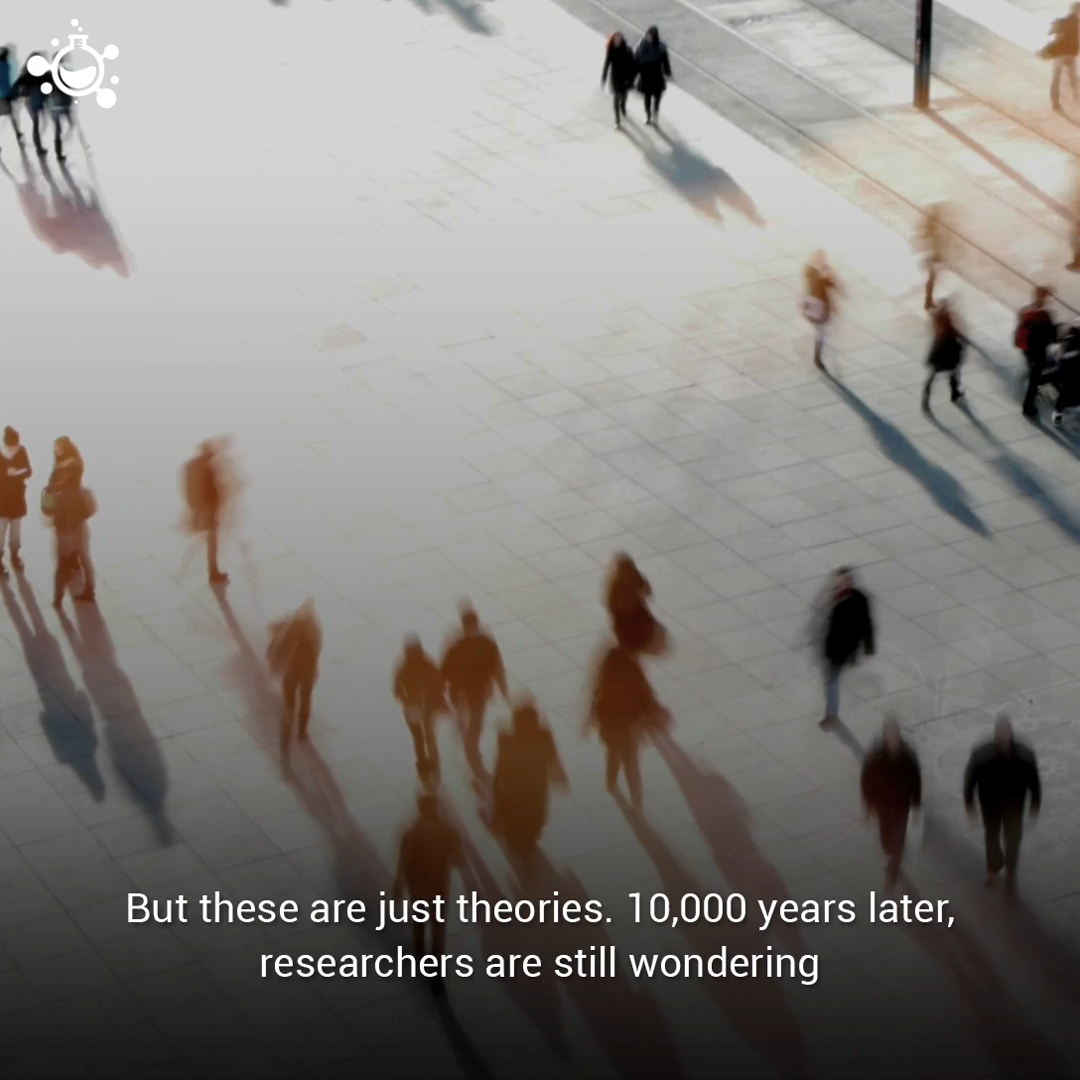 But these are just theories. 10,000 years later,
researchers are still wondering